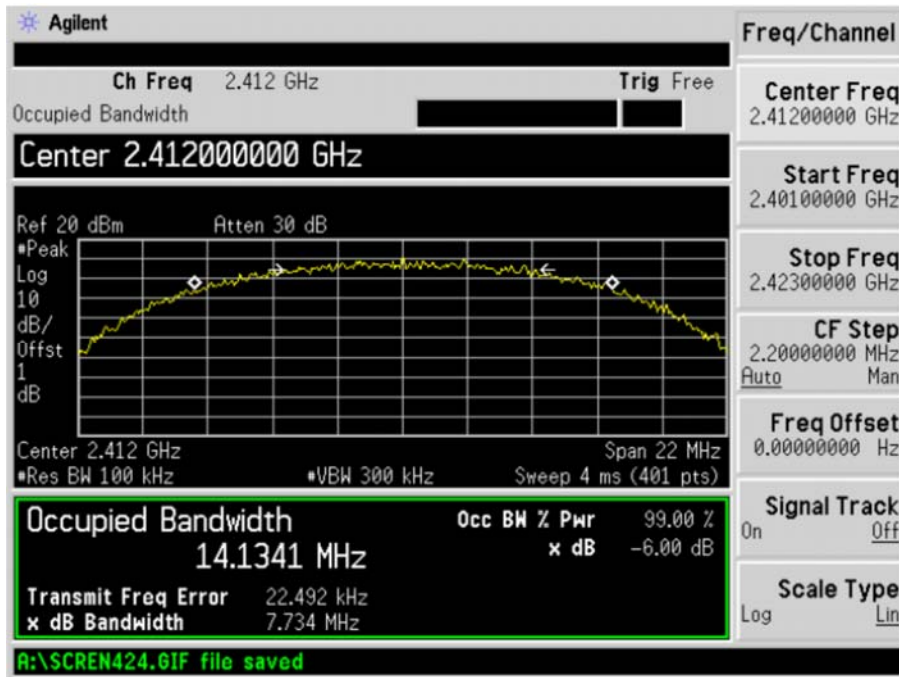 Agilent
Freq/Channel
Ch Freq 2.412 GHz Trig Free
Occupied Bandwidth
Center 2.412000000 GHz
Ref 20 dBm Atten 30 dB
#Peak
Log
10
dB/
Offst
1
dB
Center 2.412 GHz Span 22 MHz
#Res BW 100 kHz #VBW 300 kHz Sweep 4 ms (401 pts)
Occupied Bandwidth
14.1341 MHz
Occ BW % Pwr 99.00 %
x dB -6.00 dB
Transmit Freq Error 22.492 kHz
x dB Bandwidth 7.734 MHz
A:\SCREN424.GIF file saved
Center Freq
2.41200000 GHz
Start Freq
2.40100000 GHz
Stop Freq
2.42300000 GHz
CF Step
2.20000000 MHz
Auto Man
Freq Offset
0.00000000 Hz
Signal Track
On Off
Scale Type
Log Lin